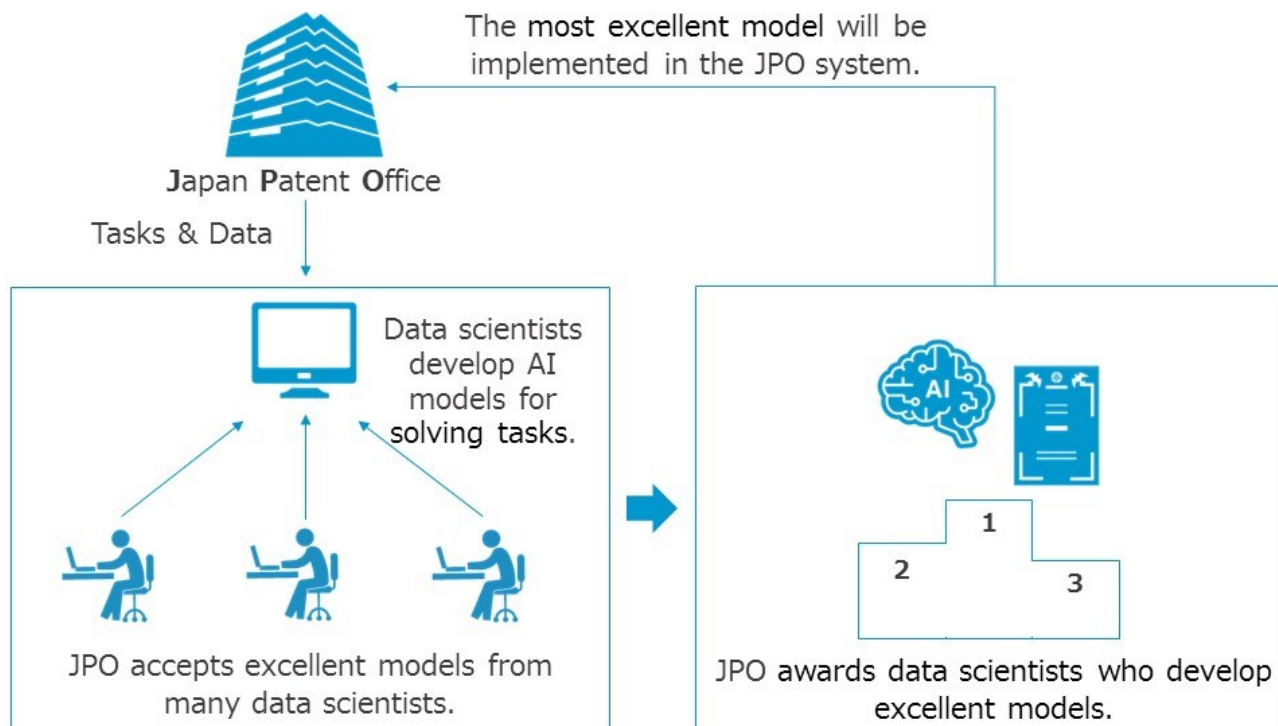 The most excellent model will be
implemented in the JPO system.
Japan Patent Office
Tasks & Data
Data scientists
develop AI
models for
solving tasks.
JPO accepts excellent models from
many data scientists.
AI
1
2
3
JPO awards data scientists who develop
excellent models.